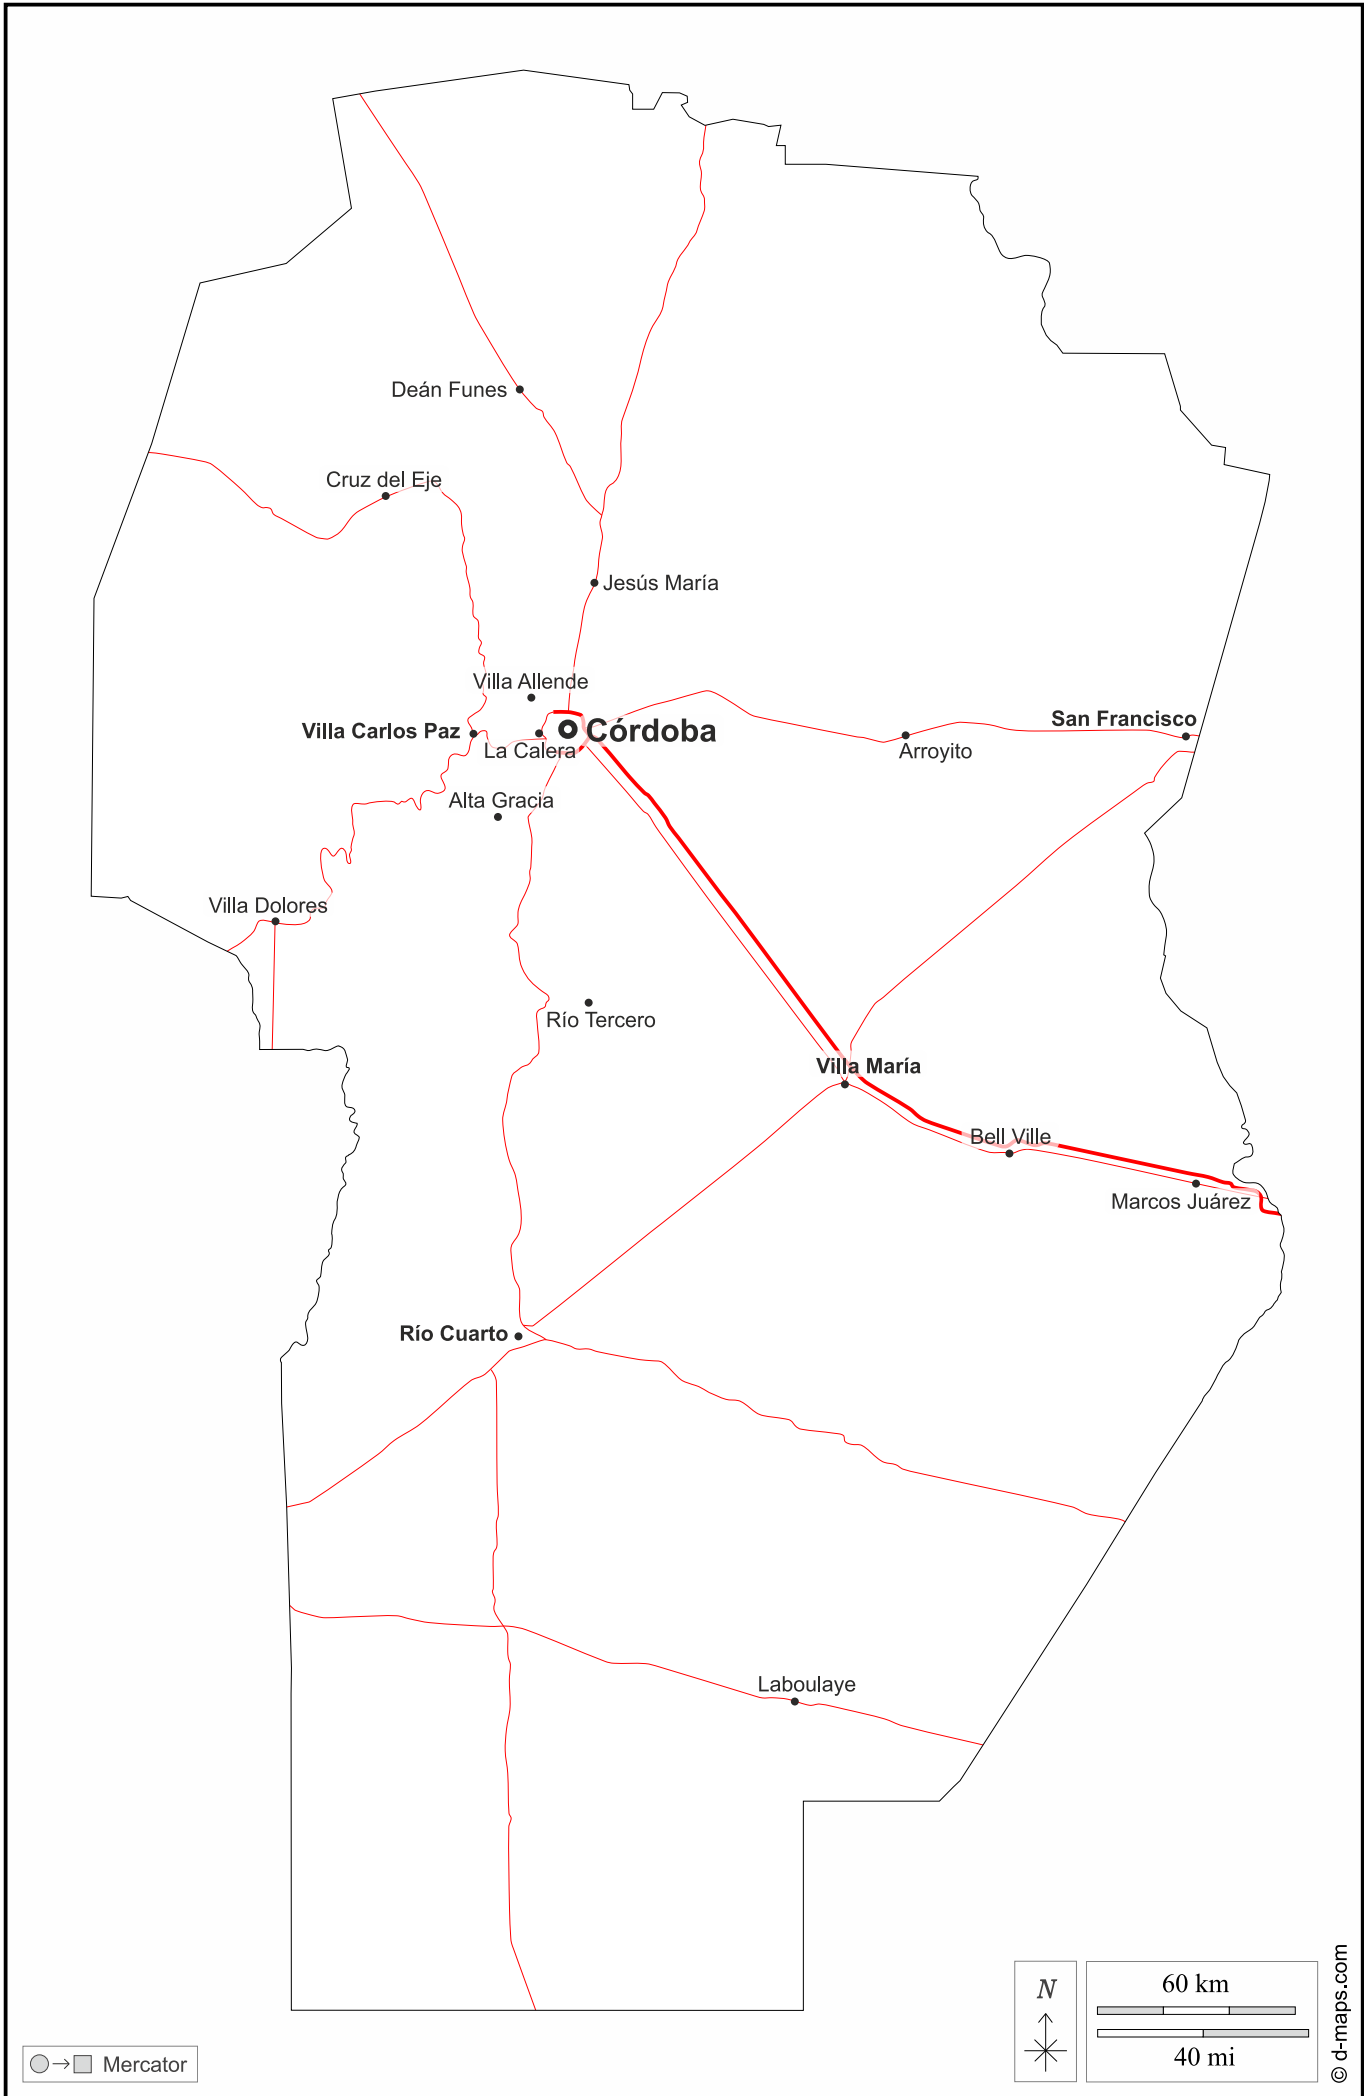 Deán Funes
Cruz del Eje
Jesús María
Villa Allende
Villa Carlos Paz
Córdoba
La Calera
San Francisco
Arroyito
Alta Gracia
Villa Dolores
Río Tercero
Villa María
Bell Ville
Marcos Juárez
Río Cuarto
Laboulaye
N
60 km
40 mi
Mercator
© d-maps.com